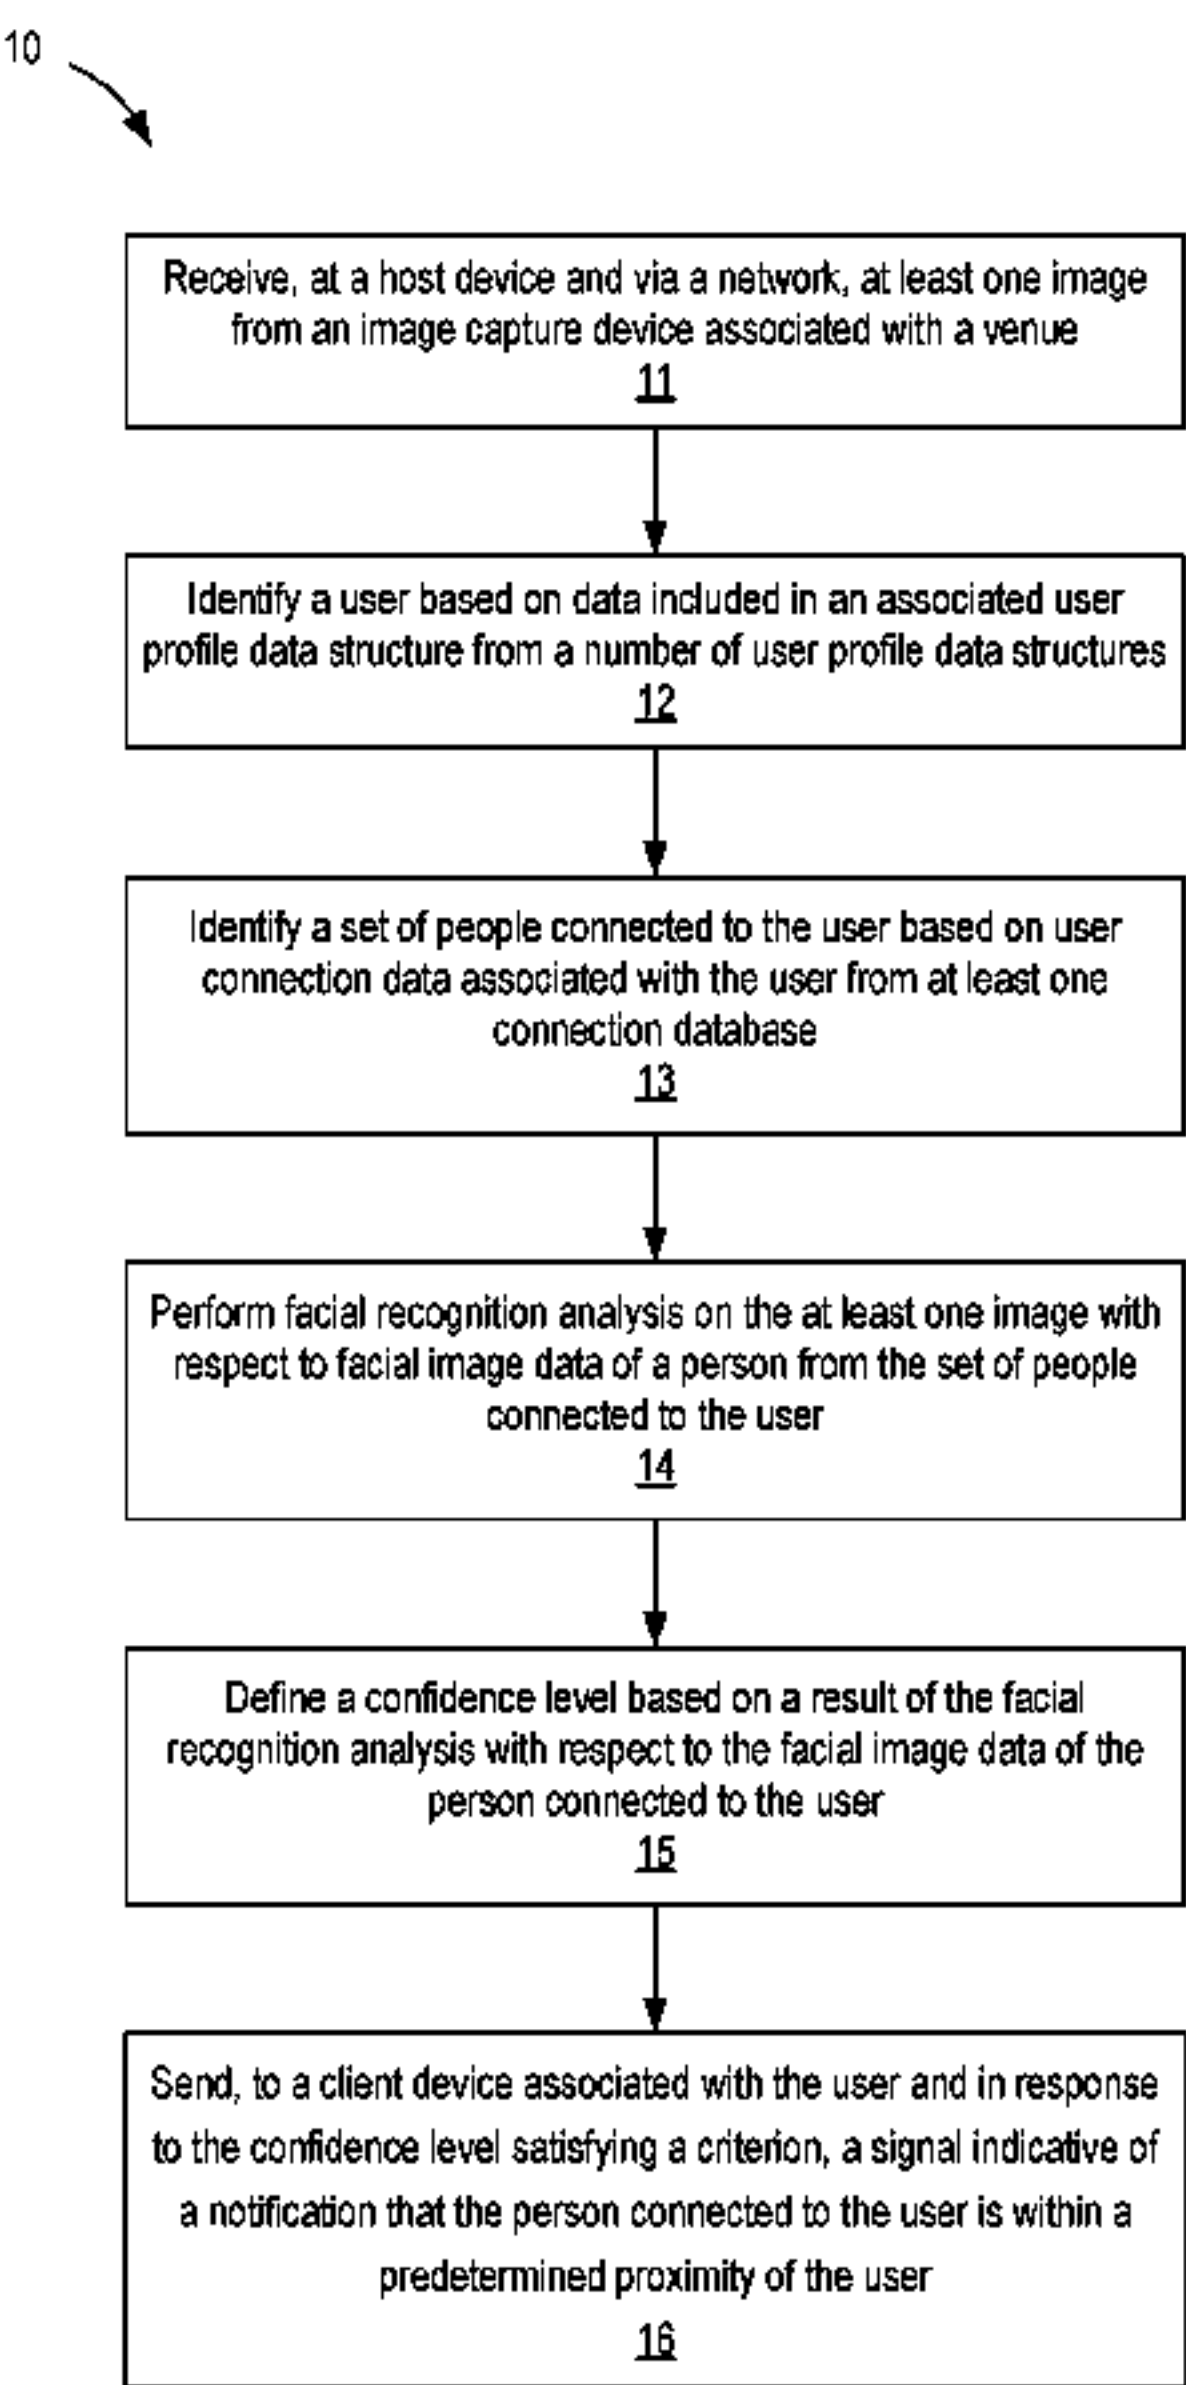 10
Receive, at a host device and via a network, at least one image
from an image capture device associated with a venue
11
Identify a user based on data included in an associated user
profile data structure from a number of user profile data structures
12
Identify a set of people connected to the user based on user
connection data associated with the user from at least one
connection database
13
Perform facial recognition analysis on the at least one image with
respect to facial image data of a person from the set of people
connected to the user
14
Define a confidence level based on a result of the facial
recognition analysis with respect to the facial image data of the
person connected to the user
15
Send, to a client device associated with the user and in response
to the confidence level satisfying a criterion, a signal indicative of
a notification that the person connected to the user is within a
predetermined proximity of the user
16